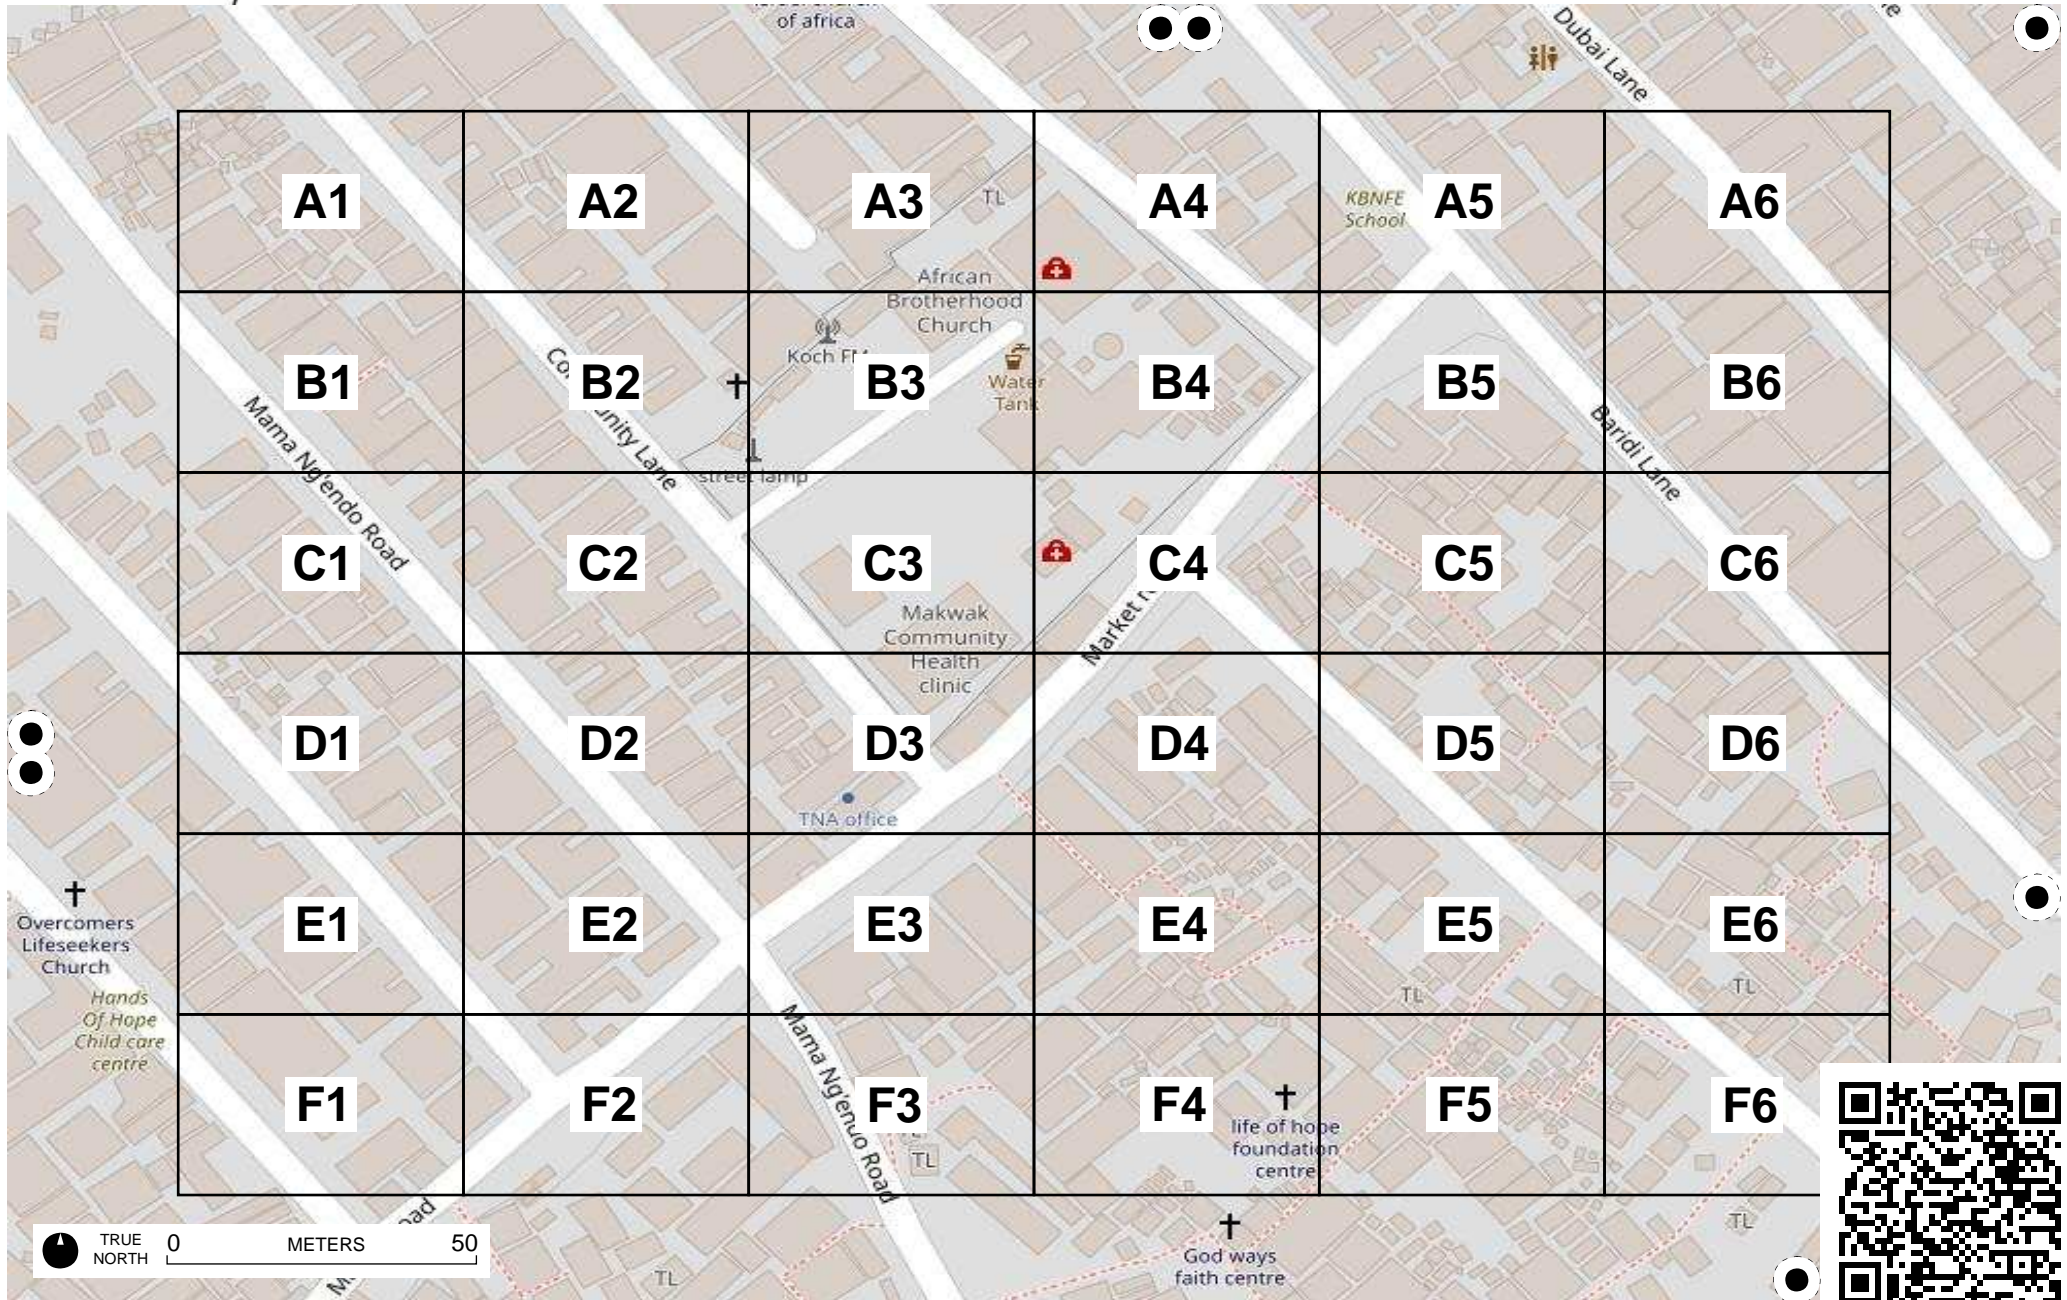 of africa
Dubai Lane
A1
A2
A3
A4
A5
A6
TL
KBNFE
School
African
Brotherhood
Church
Koch FM
B1
B2
B3
B4
B5
B6
Water
Tank
Mama Ng'endo Road
Baridi Lane
street lamp
C1
C2
C3
C4
C5
C6
Makwak
Community
Health
clinic
D1
D2
D3
D4
D5
D6
TNA office
Overcomers
Lifeseekers
Church
E1
E2
E3
E4
E5
E6
TL
TL
Hands
Of Hope
Child care
centre
Mama Ng'enuo Road
F1
F2
F3
F4
F5
F6
life of hope
foundation
centre
TL
TL
God ways
faith centre
TL
TRUE
NORTH
0 METERS 50